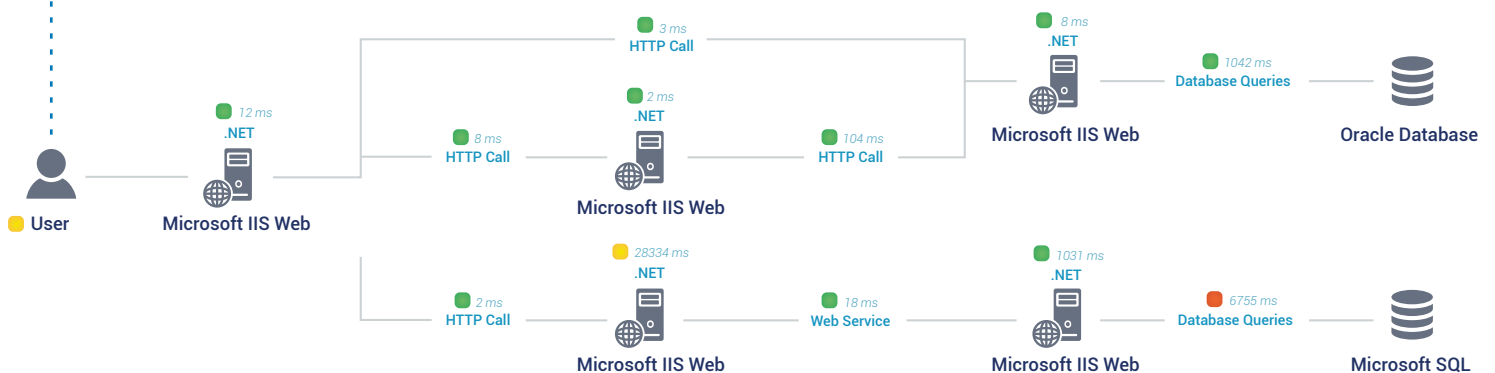 3 ms
HTTP Call
8 ms
.NET
Microsoft IIS Web
1042 ms
Database Queries
Oracle Database
12 ms
.NET
Microsoft IIS Web
User
8 ms
HTTP Call
2 ms
.NET
Microsoft IIS Web
104 ms
HTTP Call
2 ms
HTTP Call
28334 ms
.NET
Microsoft IIS Web
18 ms
Web Service
1031 ms
.NET
Microsoft IIS Web
6755 ms
Database Queries
Microsoft SQL